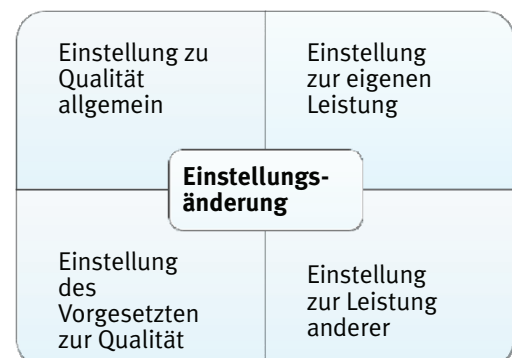 Einstellung zu
Qualität
allgemein
Einstellung
zur eigenen
Leistung
Einstellungs-
änderung
Einstellung
des
Vorgesetzten
zur Qualität
Einstellung
zur Leistung
anderer